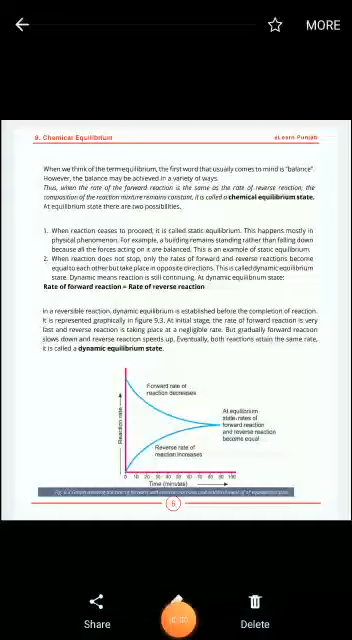 MORE
9. Chemical Equilibrium
eLearn Punjab
When we think of the term equilibrium, the first word that usually comes to mind is "balance".
However, the balance may be achieved in a variety of ways.
Thus, when the rate of the forward reaction is the same as the rate of reverse reaction, the
composition of the reaction mixture remains constant, it is called a chemical equilibrium state.
At equilibrium state there are two possibilities.
1. When reaction ceases to proceed, it is called static equilibrium. This happens mostly in
physical phenomenon. For example, a building remains standing rather than falling down
because all the forces acting on it are balanced. This is an example of static equilibrium.
2. When reaction does not stop, only the rates of forward and reverse reactions become
equal to each other but take place in opposite directions. This is called dynamic equilibrium
state. Dynamic means reaction is still continuing. At dynamic equilibrium state:
Rate of forward reaction = Rate of reverse reaction
In a reversible reaction, dynamic equilibrium is established before the completion of reaction.
It is represented graphically in figure 9.3. At initial stage, the rate of forward reaction is very
fast and reverse reaction is taking place at a negligible rate. But gradually forward reaction
slows down and reverse reaction speeds up. Eventually, both reactions attain the same rate,
it is called a dynamic equilibrium state.
Forward rate of
reaction decreases
At equilibrium
state, rates of
forward reaction
and reverse reaction
become equal
Reaction rate
Reverse rate of
reaction increases
0 10 20 30 40 50 60 70 80 90 100
Time (minutes)
6
Share
Delete